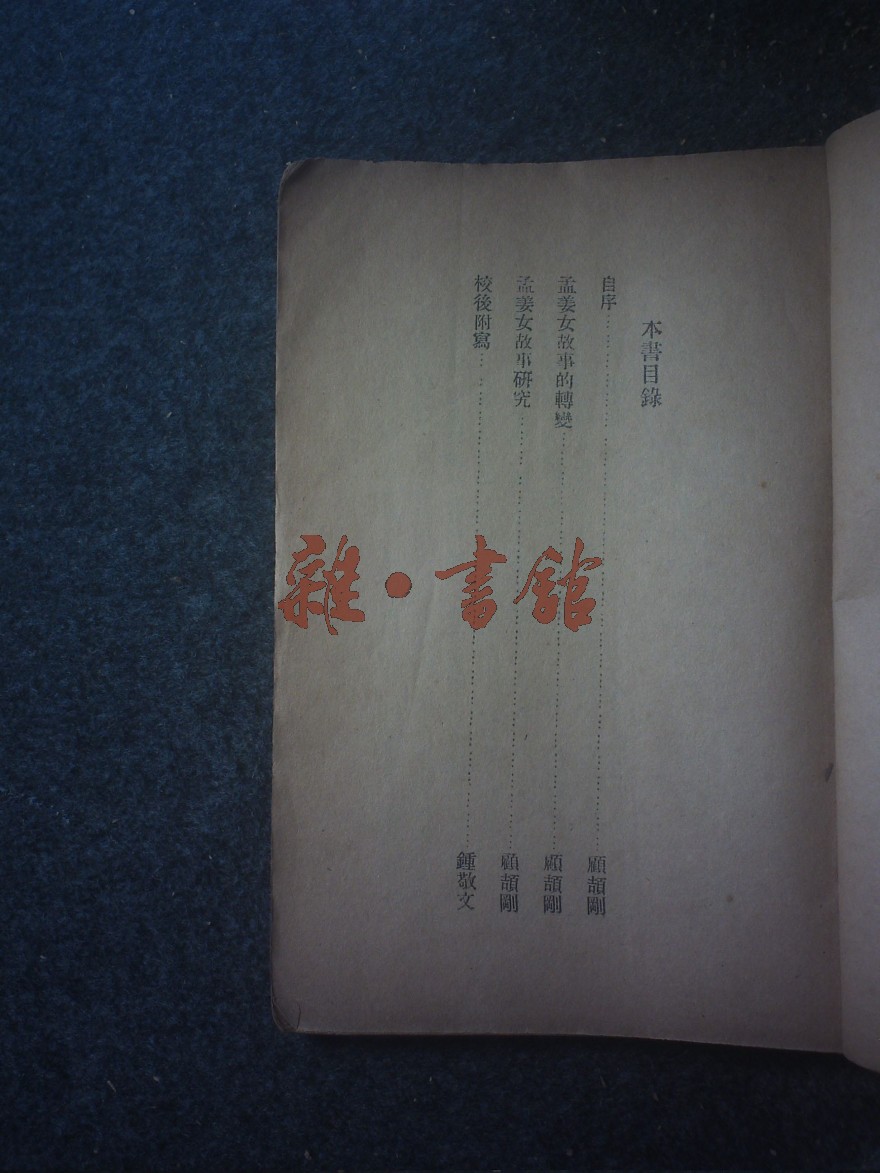 本書目錄
自序……………………顧頡剛
孟姜女故事的轉變……………………顧頡剛
孟姜女故事研究……………………顧頡剛
校後附寫……………………鍾敬文
雜·書館